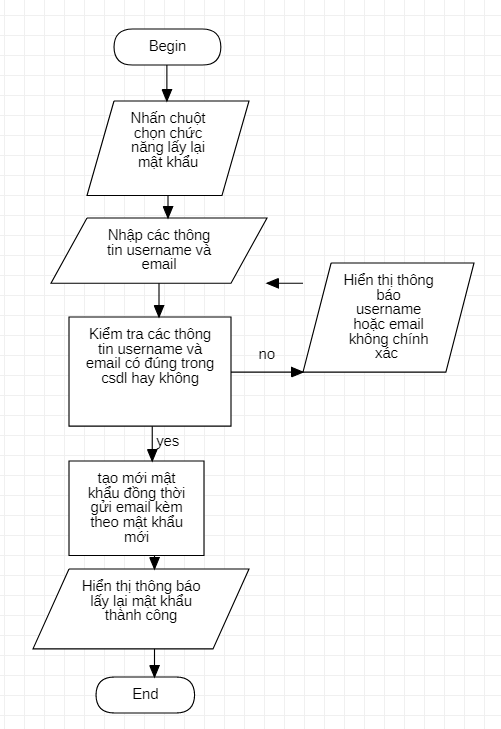 Begin
Nhấn chuột
chọn chức
năng lấy lại
mật khẩu
Nhập các thông
tin username và
email
Kiểm tra các thông
tin username và
email có đúng trong
csdl hay không
no
Hiển thị thông
báo
username
hoặc email
không chính
xác
yes
tạo mới mật
khẩu đồng thời
gửi email kèm
theo mật khẩu
mới
Hiển thị thông báo
lấy lại mật khẩu
thành công
End